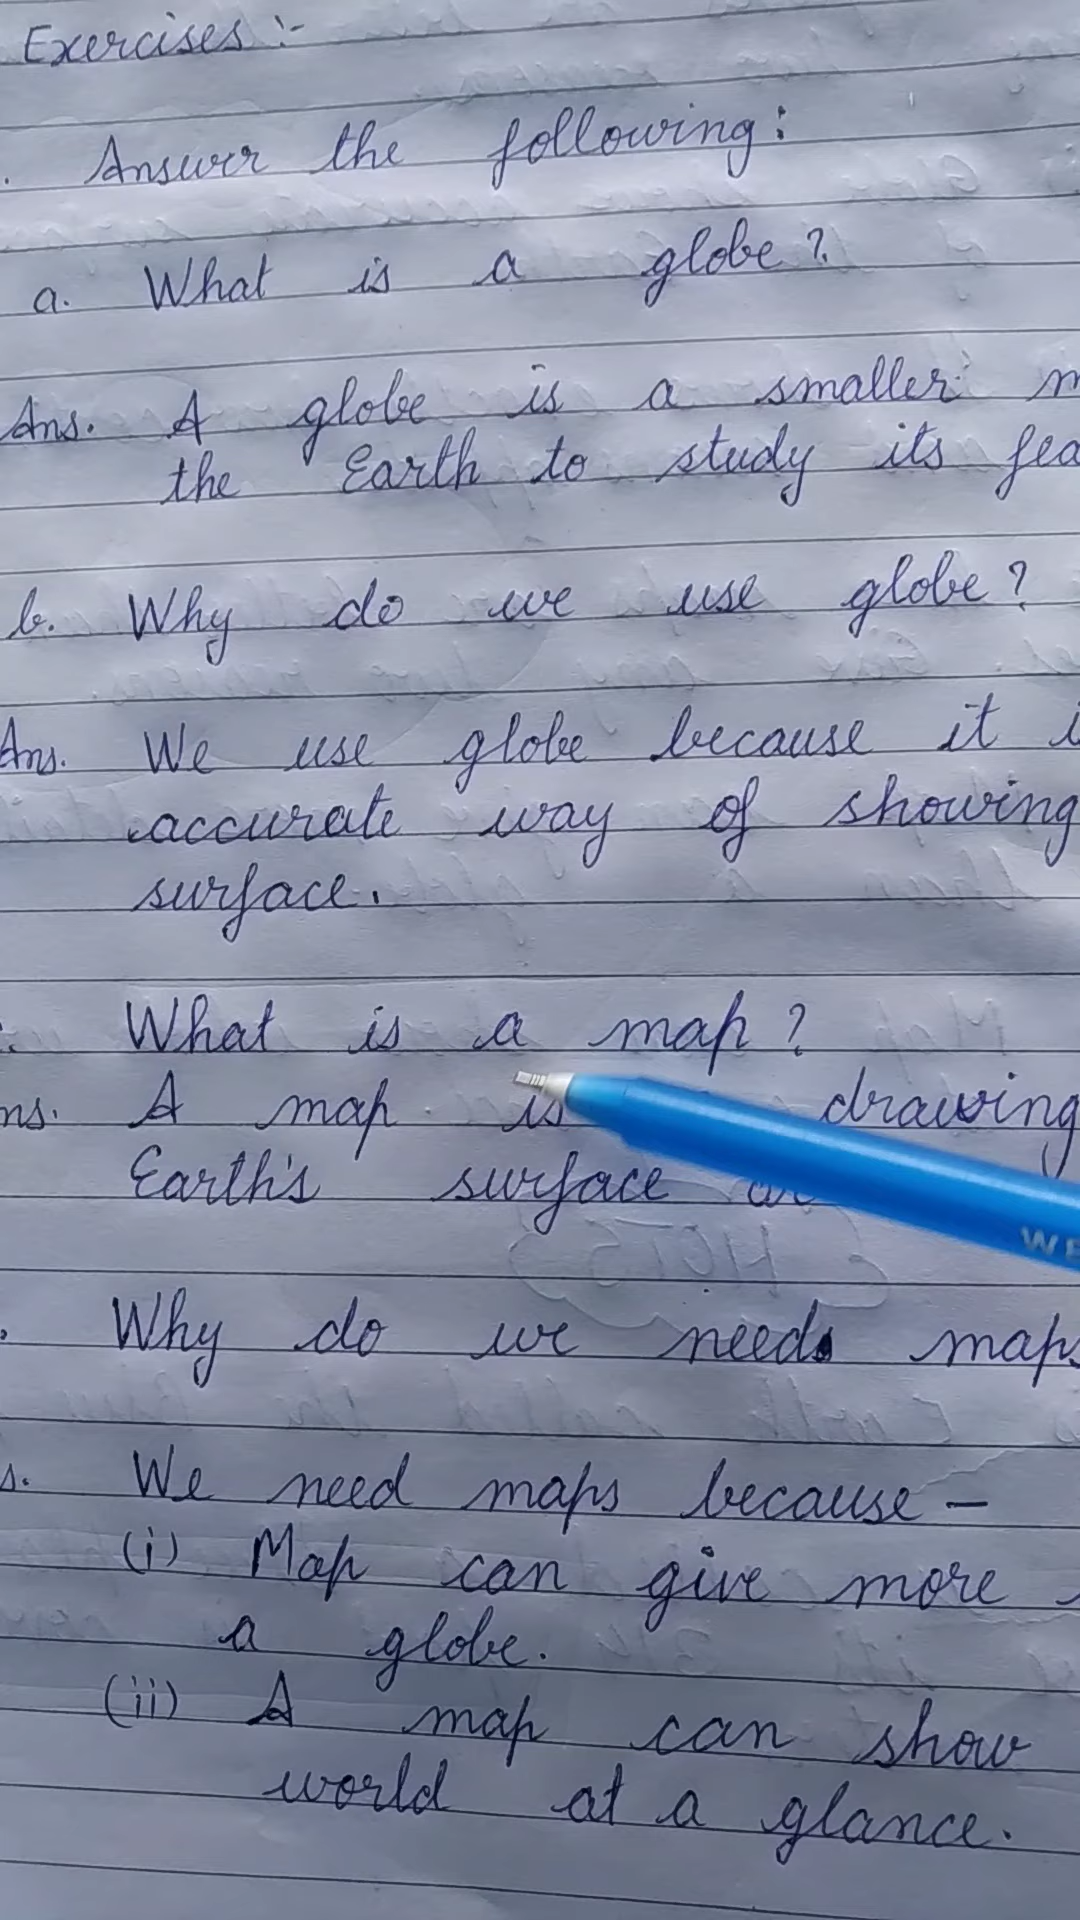 Exercises :-
Answer the following:
a. What is a globe?
Ans. A globe is a smaller
the Earth to study its
b. Why do we use globe?
Ans. We use globe because it
accurate way of showing
surface.
What is a map?
A map is drawing
Earth's surface
Why do we need maps
We need maps because -
(i) Map can give more
a globe.
(ii) A map can show
world at a glance.